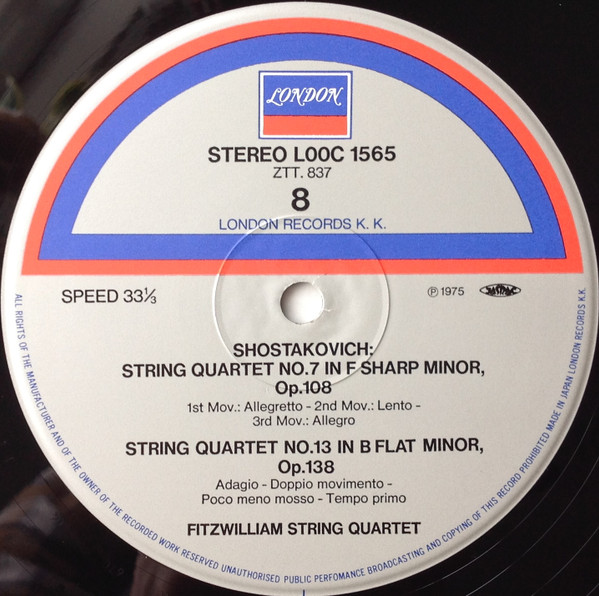 LONDON
STEREO L00C 1565
ZTT. 837
8
LONDON RECORDS K. K.
SPEED 33⅓
Ⓟ 1975
JASRAC
SHOSTAKOVICH:
STRING QUARTET NO.7 IN F SHARP MINOR,
Op.108
1st Mov.: Allegretto - 2nd Mov.: Lento -
3rd Mov.: Allegro
STRING QUARTET NO.13 IN B FLAT MINOR,
Op.138
Adagio - Doppio movimento -
Poco meno mosso - Tempo primo
FITZWILLIAM STRING QUARTET
ALL RIGHTS OF THE MANUFACTURER AND OF THE OWNER OF THE RECORDED WORK RESERVED UNAUTHORISED PUBLIC PERFOMANCE BROADCASTING AND COPYING OF THIS RECORD PROHIBITED MADE IN JAPAN LONDON RECORDS K.K.